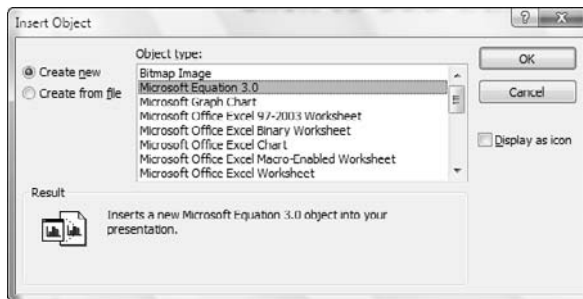 Insert Object
Create new
Create from file
Object type:
Bitmap Image
Microsoft Equation 3.0
Microsoft Graph Chart
Microsoft Office Excel 97-2003 Worksheet
Microsoft Office Excel Binary Worksheet
Microsoft Office Excel Chart
Microsoft Office Excel Macro-Enabled Worksheet
Microsoft Office Excel Worksheet
OK
Cancel
Display as icon
Result
Inserts a new Microsoft Equation 3.0 object into your
presentation.